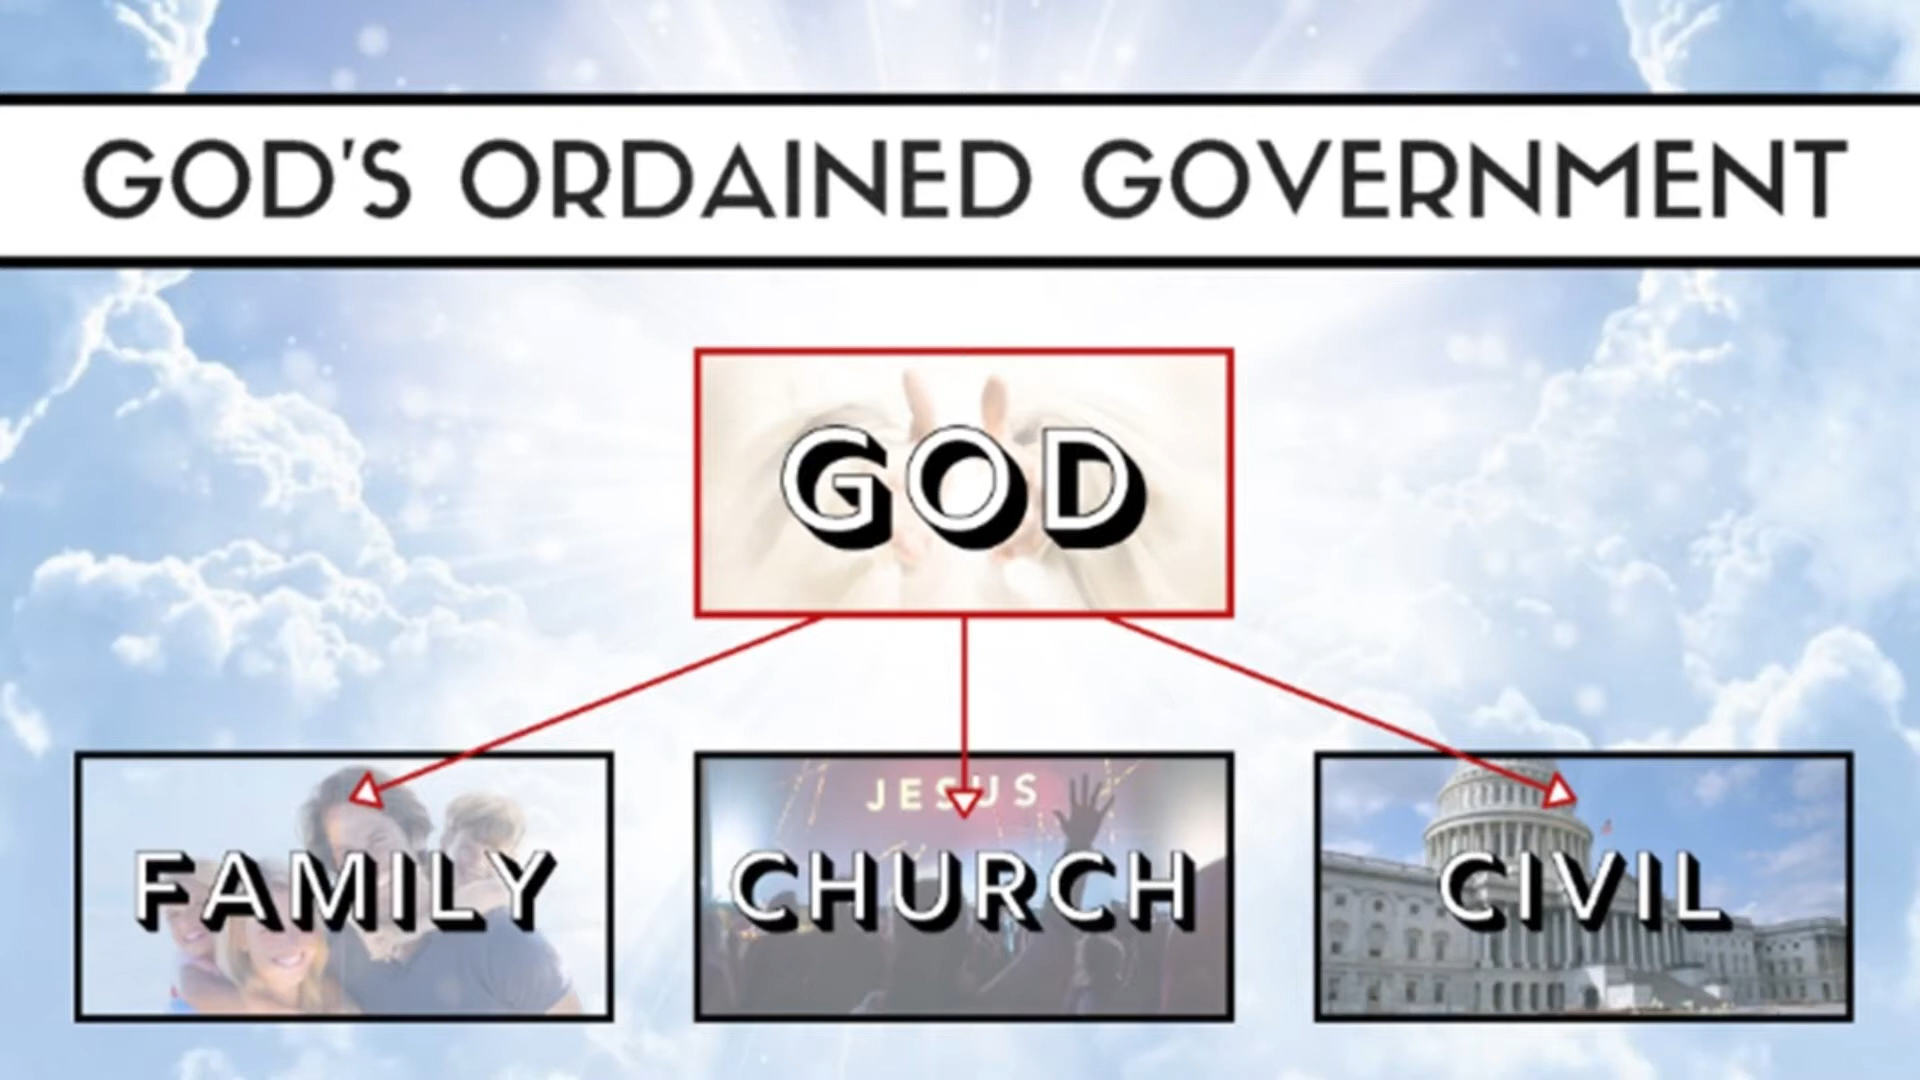 GOD'S ORDAINED GOVERNMENT
GOD
JESUS
FAMILY
CHURCH
CIVIL